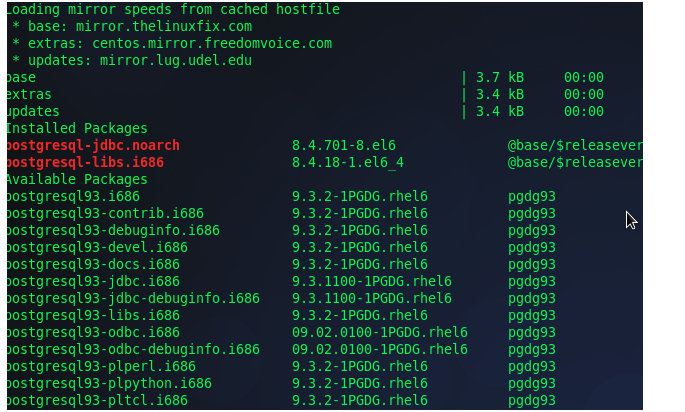 Loading mirror speeds from cached hostfile
* base: mirror.thelinuxfix.com
* extras: centos.mirror.freedomvoice.com
* updates: mirror.lug.udel.edu
base | 3.7 kB 00:00
extras | 3.4 kB 00:00
updates | 3.4 kB 00:00
Installed Packages
postgresql-jdbc.noarch 8.4.701-8.el6 @base/$releasever
postgresql-libs.i686 8.4.18-1.el6_4 @base/$releasever
Available Packages
postgresql93.i686 9.3.2-1PGDG.rhel6 pgdg93
postgresql93-contrib.i686 9.3.2-1PGDG.rhel6 pgdg93
postgresql93-debuginfo.i686 9.3.2-1PGDG.rhel6 pgdg93
postgresql93-devel.i686 9.3.2-1PGDG.rhel6 pgdg93
postgresql93-docs.i686 9.3.2-1PGDG.rhel6 pgdg93
postgresql93-jdbc.i686 9.3.1100-1PGDG.rhel6 pgdg93
postgresql93-jdbc-debuginfo.i686 9.3.1100-1PGDG.rhel6 pgdg93
postgresql93-libs.i686 9.3.2-1PGDG.rhel6 pgdg93
postgresql93-odbc.i686 09.02.0100-1PGDG.rhel6 pgdg93
postgresql93-odbc-debuginfo.i686 09.02.0100-1PGDG.rhel6 pgdg93
postgresql93-plperl.i686 9.3.2-1PGDG.rhel6 pgdg93
postgresql93-plpython.i686 9.3.2-1PGDG.rhel6 pgdg93
postgresql93-pltcl.i686 9.3.2-1PGDG.rhel6 pgdg93